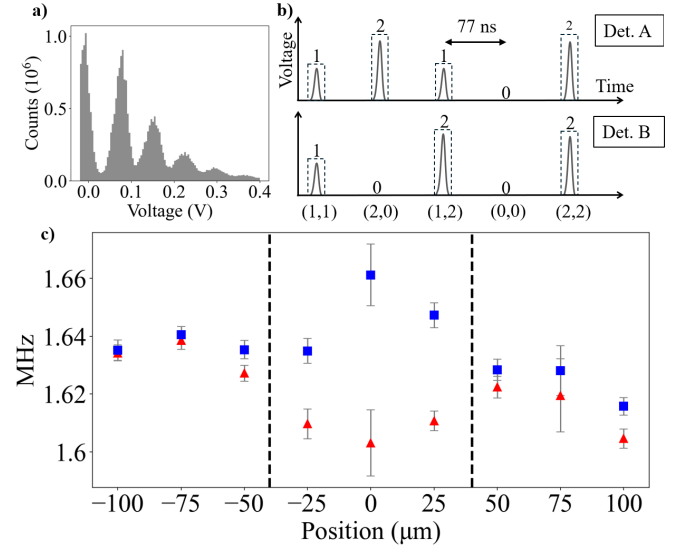 a)
Counts (10⁶)
1.0
0.5
0.0
0.0 0.1 0.2 0.3 0.4
Voltage (V)
b)
Voltage
1 2 1 0 2
77 ns
Det. A
Time
1 0 2 0 2
Det. B
(1,1) (2,0) (1,2) (0,0) (2,2)
c)
MHz
1.66
1.64
1.62
1.6
−100 −75 −50 −25 0 25 50 75 100
Position (μm)